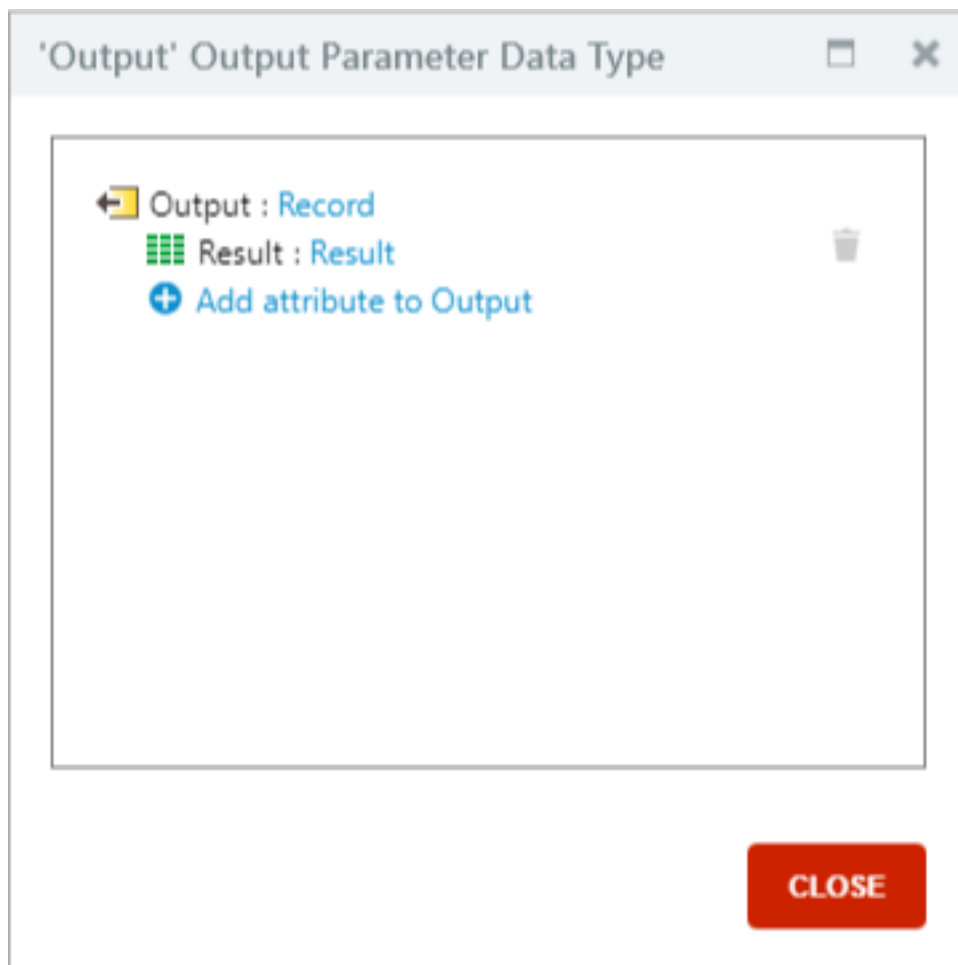 'Output' Output Parameter Data Type
Output : Record
Result : Result
Add attribute to Output
CLOSE